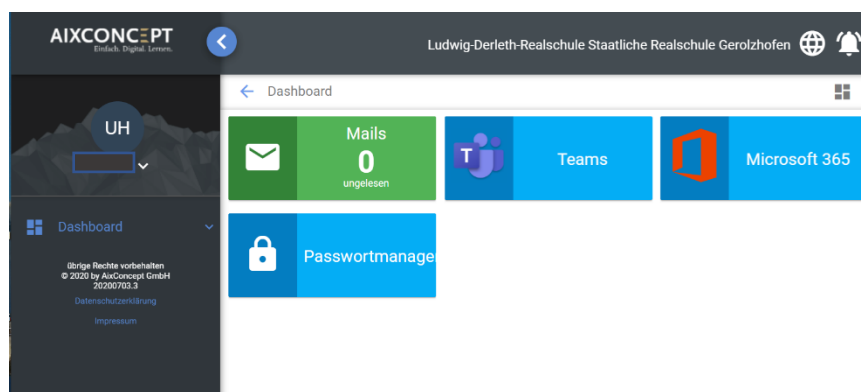 AIXCONCEPT
Einfach. Digital. Lernen.
Ludwig-Derleth-Realschule Staatliche Realschule Gerolzhofen
Dashboard
UH
Mails
0
ungelesen
Teams
Microsoft 365
Dashboard
Passwortmanage
übrige Rechte vorbehalten
© 2020 by AixConcept GmbH
20200703.3
Datenschutzerklärung
Impressum